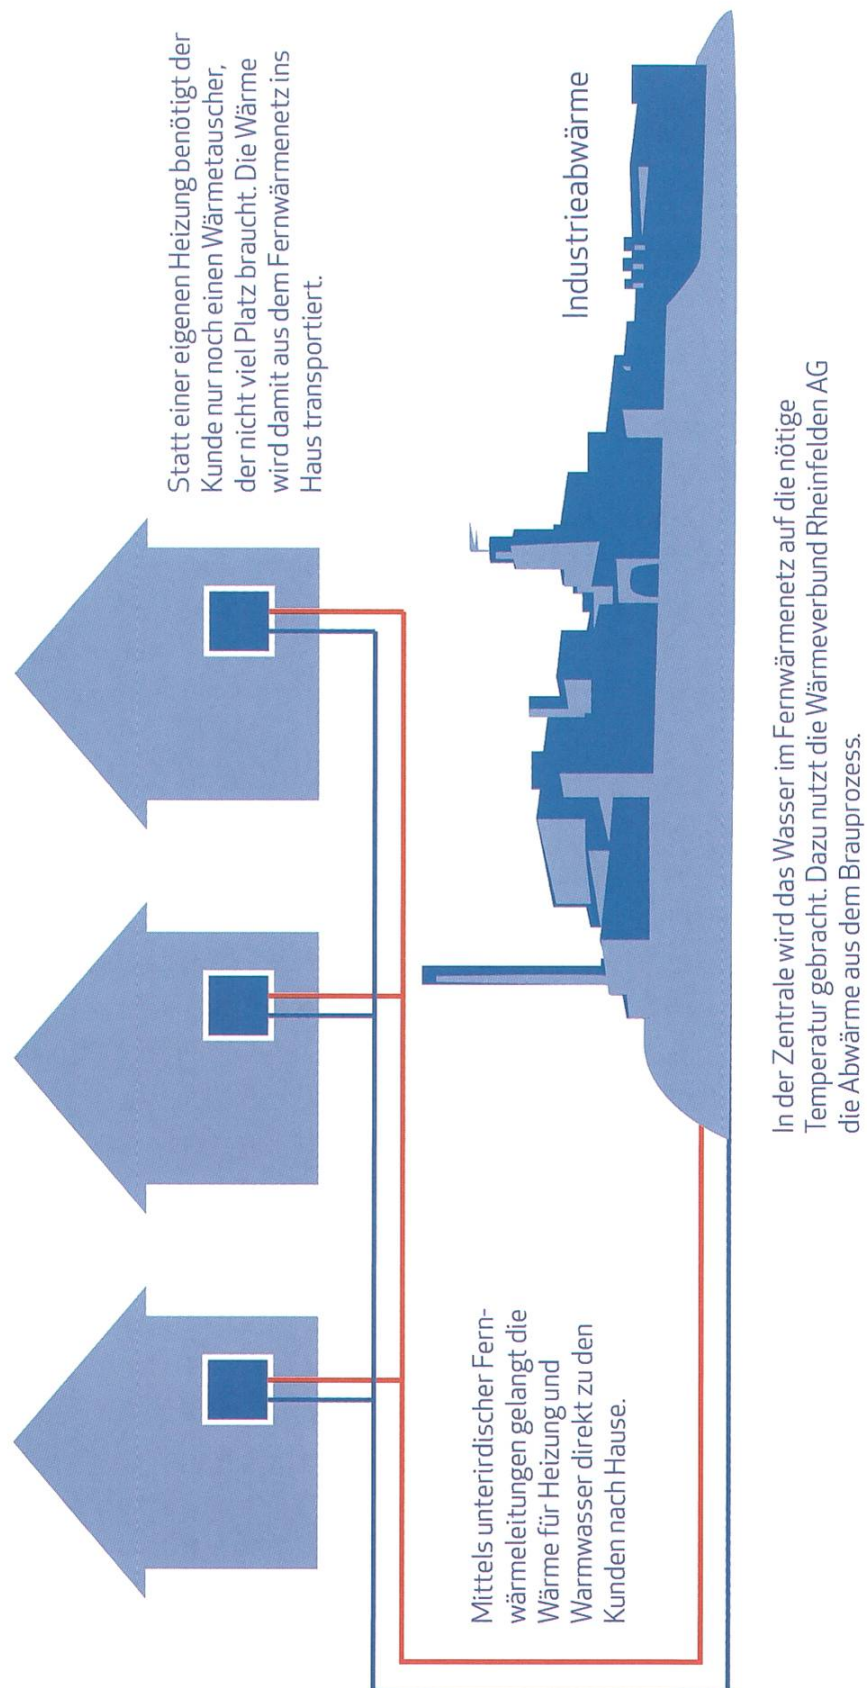 Statt einer eigenen Heizung benötigt der
Kunde nur noch einen Wärmetauscher,
der nicht viel Platz braucht. Die Wärme
wird damit aus dem Fernwärmenetz ins
Haus transportiert.
Mittels unterirdischer Fern-
wärmeleitungen gelangt die
Wärme für Heizung und
Warmwasser direkt zu den
Kunden nach Hause.
Industrieabwärme
In der Zentrale wird das Wasser im Fernwärmenetz auf die nötige
Temperatur gebracht. Dazu nutzt die Wärmeverbund Rheinfelden AG
die Abwärme aus dem Brauprozess.